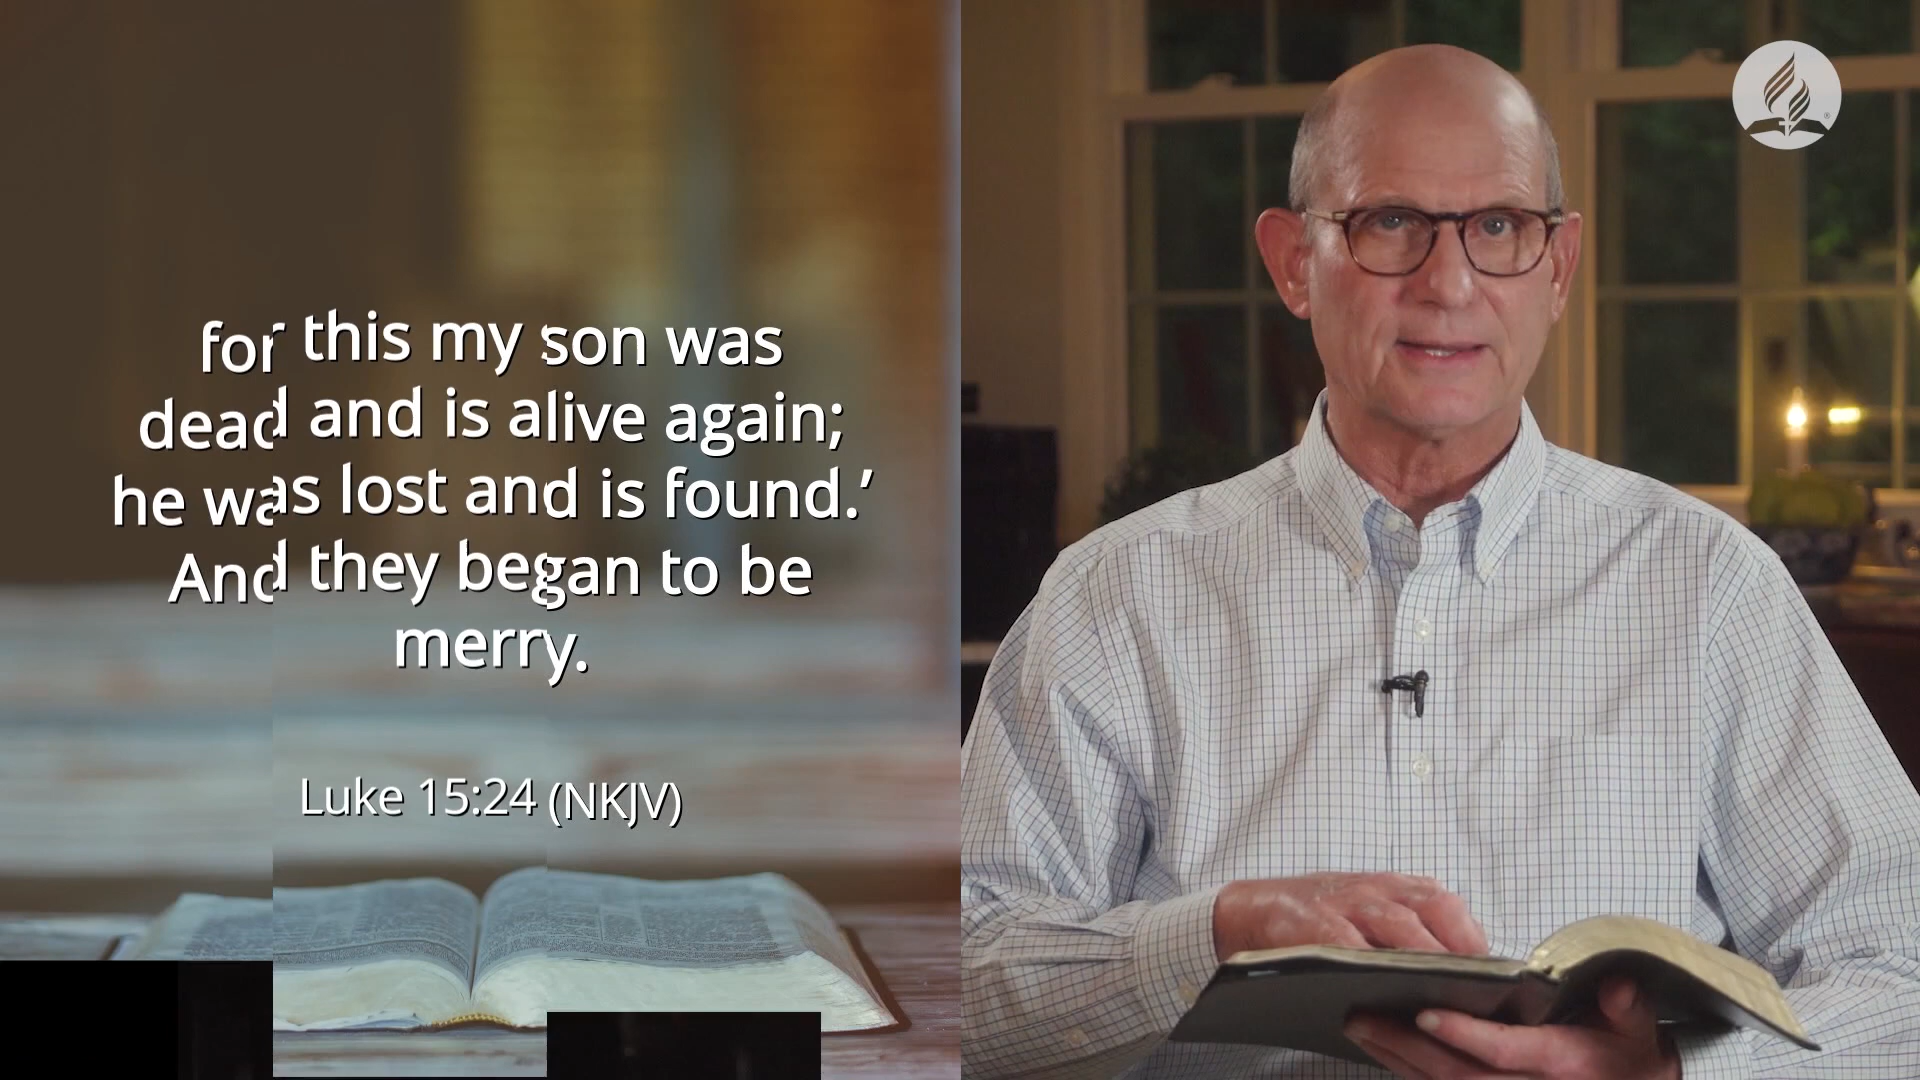 for this my son was
dead and is alive again;
he was lost and is found.’
And they began to be
merry.
Luke 15:24 (NKJV)